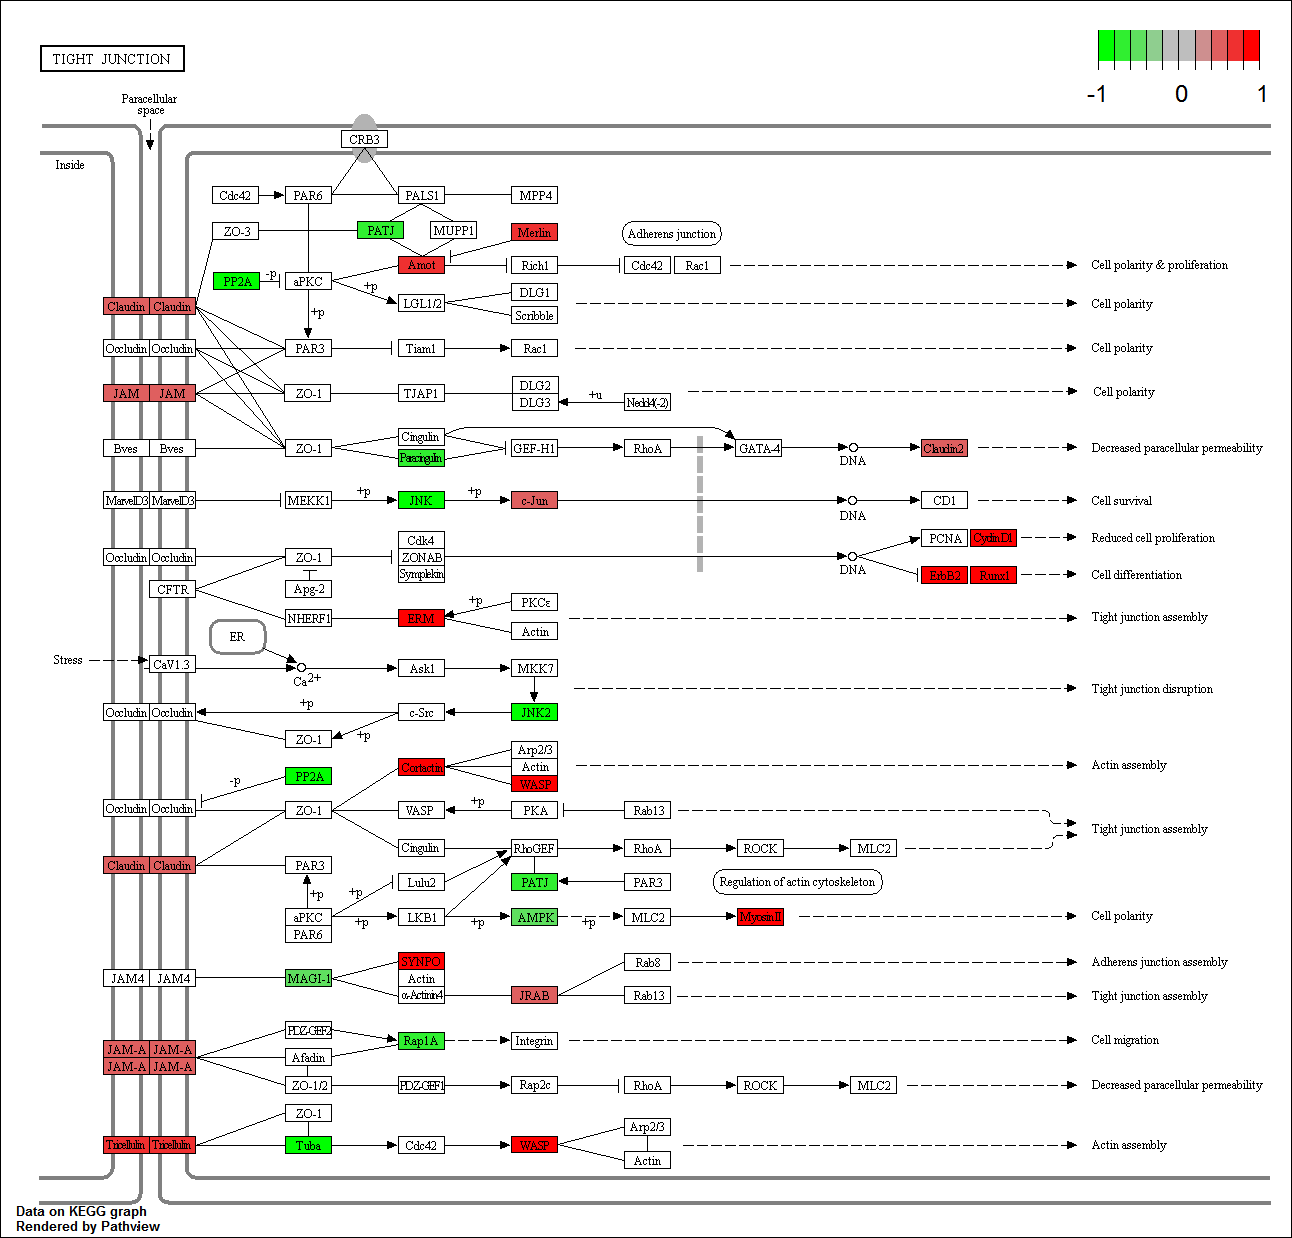 TIGHT JUNCTION
-1 0 1
Paracellular
space
CRB3
Inside
Cdc42 PAR6 PALS1 MPP4
ZO-3 PATJ MUPP1 Merlin Adherens junction
Amot Rich1 Cdc42 Rac1 Cell polarity & proliferation
PP2A -p aPKC +p
DLG1
Claudin Claudin +p LGL1/2 Cell polarity
Scribble
Occludin Occludin PAR3 Tiam1 Rac1 Cell polarity
DLG2
JAM JAM ZO-1 TJAP1 +u Cell polarity
DLG3 Nedd4(-2)
Cingulin
Bves Bves ZO-1 GEF-H1 RhoA GATA-4 Claudin2 Decreased paracellular permeability
Paracingulin DNA
MarvelD3 MarvelD3 MEKK1 +p JNK +p c-Jun CD1 Cell survival
DNA
Cdk4 PCNA CyclinD1 Reduced cell proliferation
Occludin Occludin ZO-1 ZONAB
Symplekin DNA ErbB2 Runx1 Cell differentiation
CFTR Apg-2
+p PKCε
NHERF1 ERM Tight junction assembly
Actin
ER
Stress CaV1.3 Ask1 MKK7
Ca2+
Tight junction disruption
+p
Occludin Occludin c-Src JNK2
ZO-1 +p
Arp2/3
Cortactin Actin Actin assembly
-p PP2A WASP
Occludin Occludin ZO-1 VASP +p PKA Rab13
Tight junction assembly
Cingulin RhoGEF RhoA ROCK MLC2
Claudin Claudin PAR3
+p +p Lulu2 PATJ PAR3 Regulation of actin cytoskeleton
aPKC +p LKB1 +p AMPK +p MLC2 MyosinII Cell polarity
PAR6
SYNPO Rab8 Adherens junction assembly
JAM4 JAM4 MAGI-1 Actin
α-Actinin4 JRAB Rab13 Tight junction assembly
PDZ-GEF2
JAM-A JAM-A Rap1A Integrin Cell migration
JAM-A JAM-A Afadin
ZO-1/2 PDZ-GEF1 Rap2c RhoA ROCK MLC2 Decreased paracellular permeability
ZO-1
Arp2/3
Tricellulin Tricellulin Tuba Cdc42 WASP Actin assembly
Actin
Data on KEGG graph
Rendered by Pathview